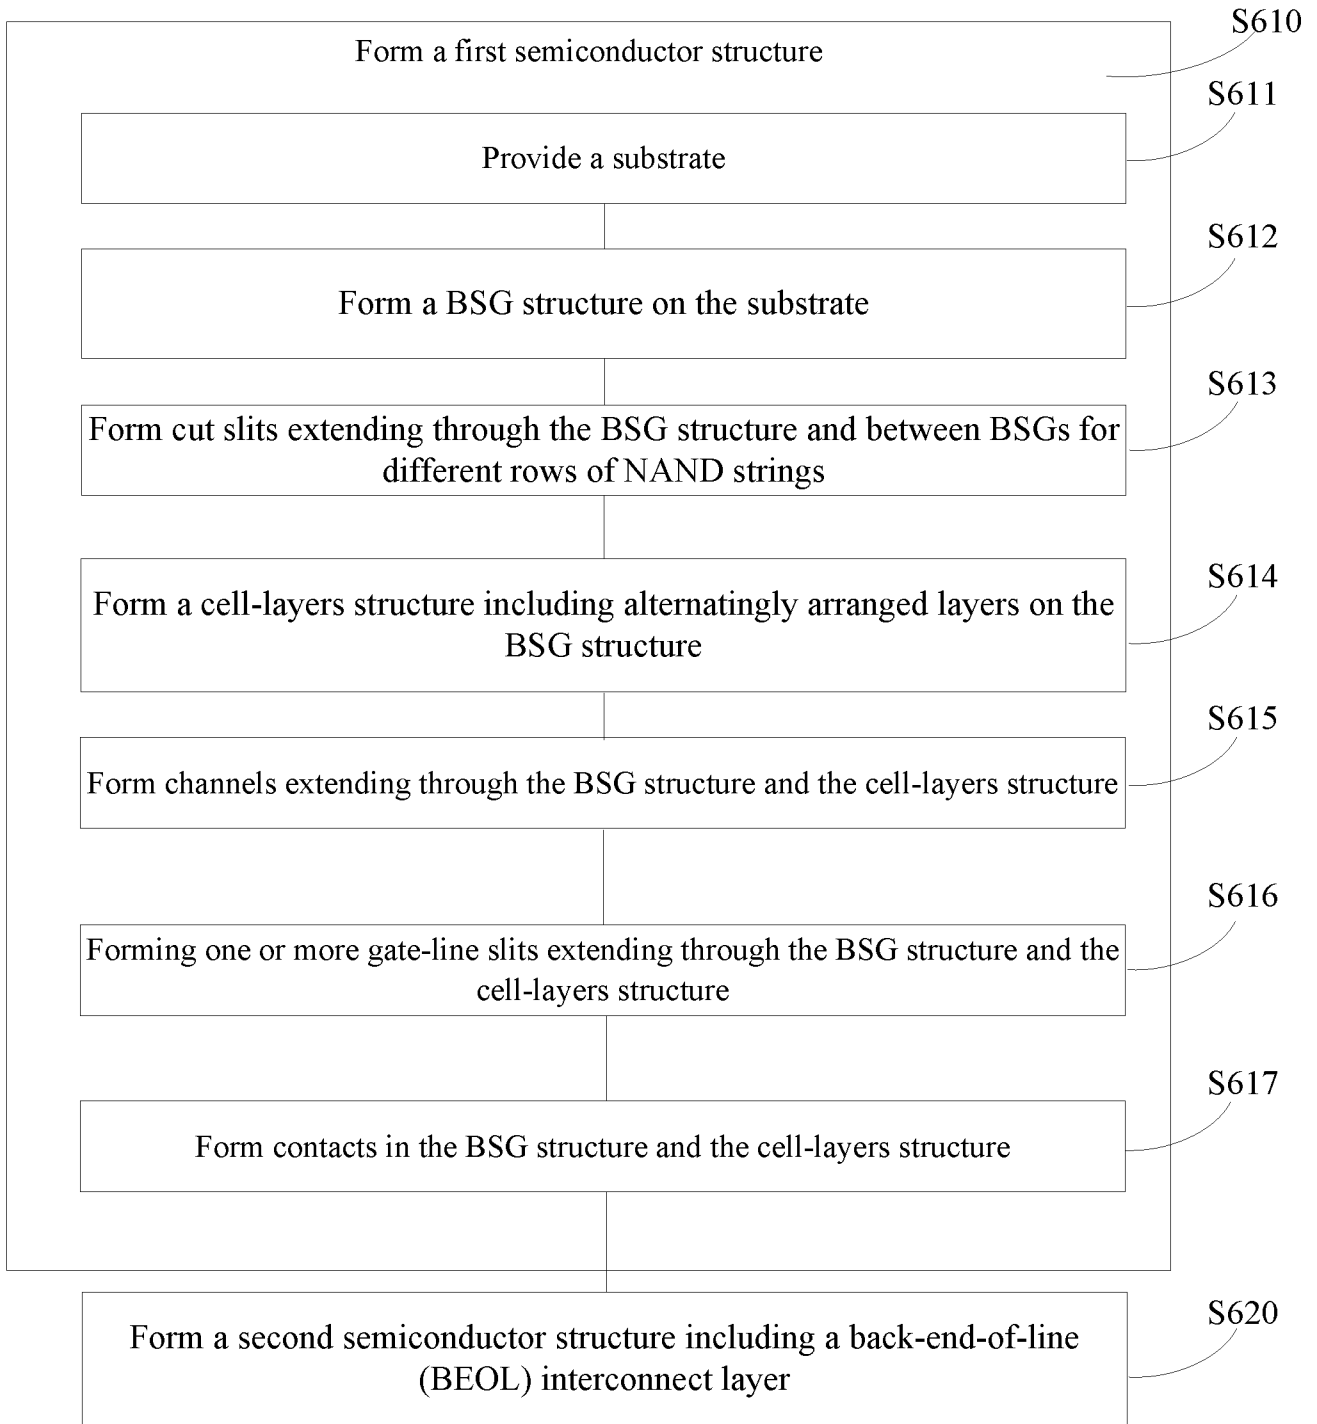 S610
Form a first semiconductor structure
S611
Provide a substrate
S612
Form a BSG structure on the substrate
S613
Form cut slits extending through the BSG structure and between BSGs for
different rows of NAND strings
S614
Form a cell-layers structure including alternatingly arranged layers on the
BSG structure
S615
Form channels extending through the BSG structure and the cell-layers structure
S616
Forming one or more gate-line slits extending through the BSG structure and the
cell-layers structure
S617
Form contacts in the BSG structure and the cell-layers structure
S620
Form a second semiconductor structure including a back-end-of-line
(BEOL) interconnect layer